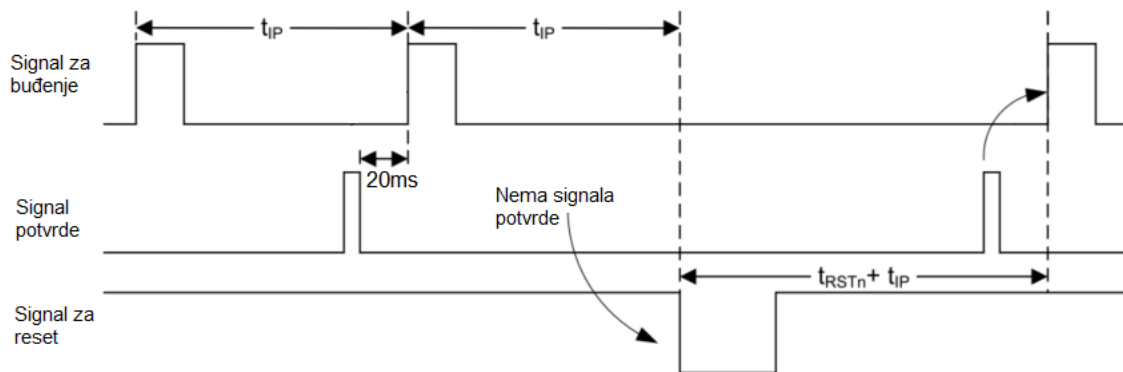 tIP
tIP
Signal za
buđenje
20ms
Signal
potvrde
Nema signala
potvrde
tRSTn+ tIP
Signal za
reset